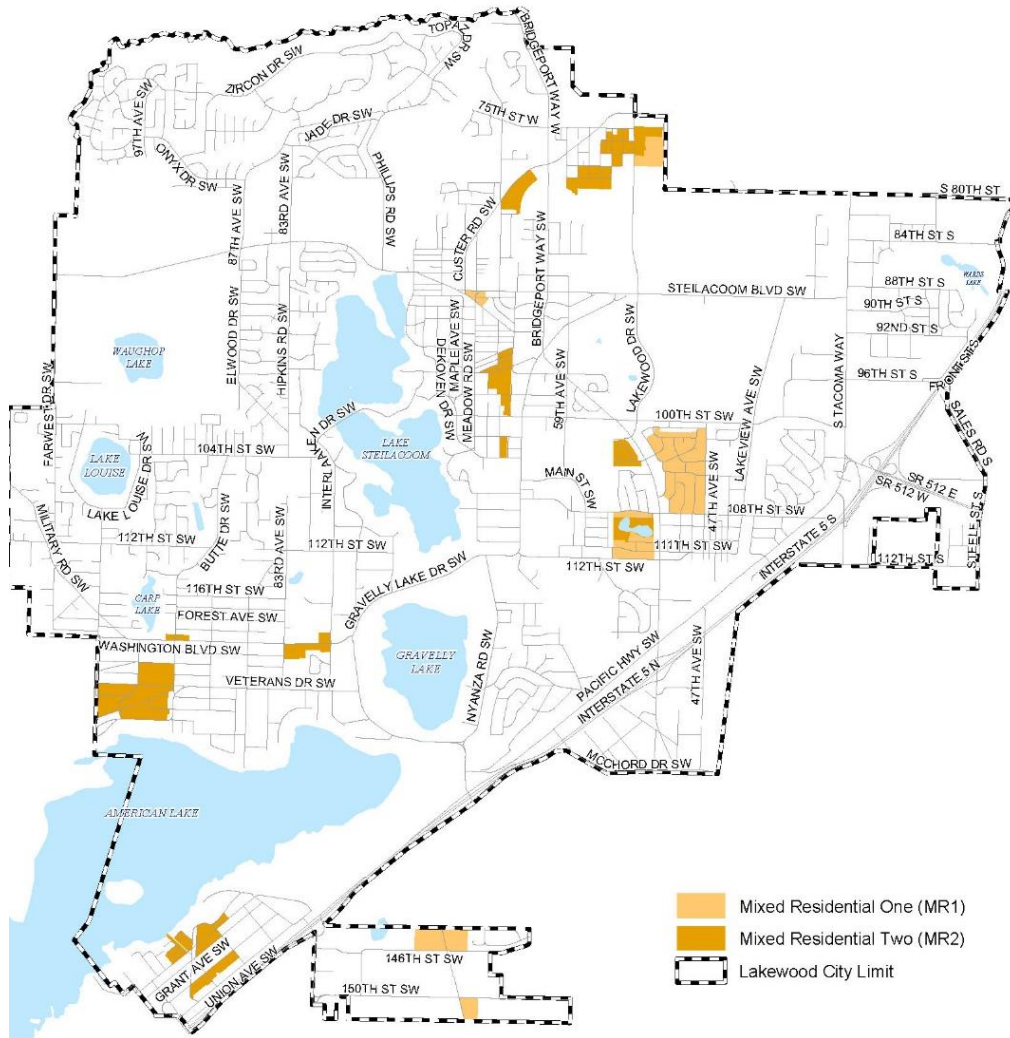 TOPAZ DR SW
BRIDGEPORT WAY W
ZIRCON DR SW
97TH AVE SW
75TH ST W
JADE DR SW
ONYX DR SW
83RD AVE SW
PHILLIPS RD SW
87TH AVE SW
S 80TH ST
CUSTER RD SW
BRIDGEPORT WAY SW
84TH ST S
WARDS
LAKE
88TH ST S
STEILACOOM BLVD SW
90TH ST S
92ND ST S
ELWOOD DR SW
HIPKINS RD SW
MAPLE AVE SW
DEKOVEN DR SW
MEADOW RD SW
59TH AVE SW
LAKEWOOD DR SW
WAUGHOP
LAKE
FARWEST DR SW
S TACOMA WAY
96TH ST S
FRONT ST S
SALES RD S
LAKEVIEW AVE SW
100TH ST SW
INTERLAAKEN DR SW
104TH ST SW
LAKE
STEILACOOM
LAKE
LOUISE
LAKE LOUISE DR SW
MAIN ST SW
47TH AVE SW
SR 512 E
SR 512 W
108TH ST SW
MILITARY RD SW
BUTTE DR SW
83RD AVE SW
112TH ST SW
112TH ST SW
111TH ST SW
112TH ST SW
INTERSTATE 5 S
112TH ST S
STEELE ST S
GRAVELLY LAKE DR SW
116TH ST SW
CARP
LAKE
FOREST AVE SW
WASHINGTON BLVD SW
GRAVELLY
LAKE
NYANZA RD SW
VETERANS DR SW
PACIFIC HWY SW
INTERSTATE 5 N
47TH AVE SW
MCCHORD DR SW
AMERICAN LAKE
GRANT AVE SW
UNION AVE SW
146TH ST SW
150TH ST SW
Mixed Residential One (MR1)
Mixed Residential Two (MR2)
Lakewood City Limit